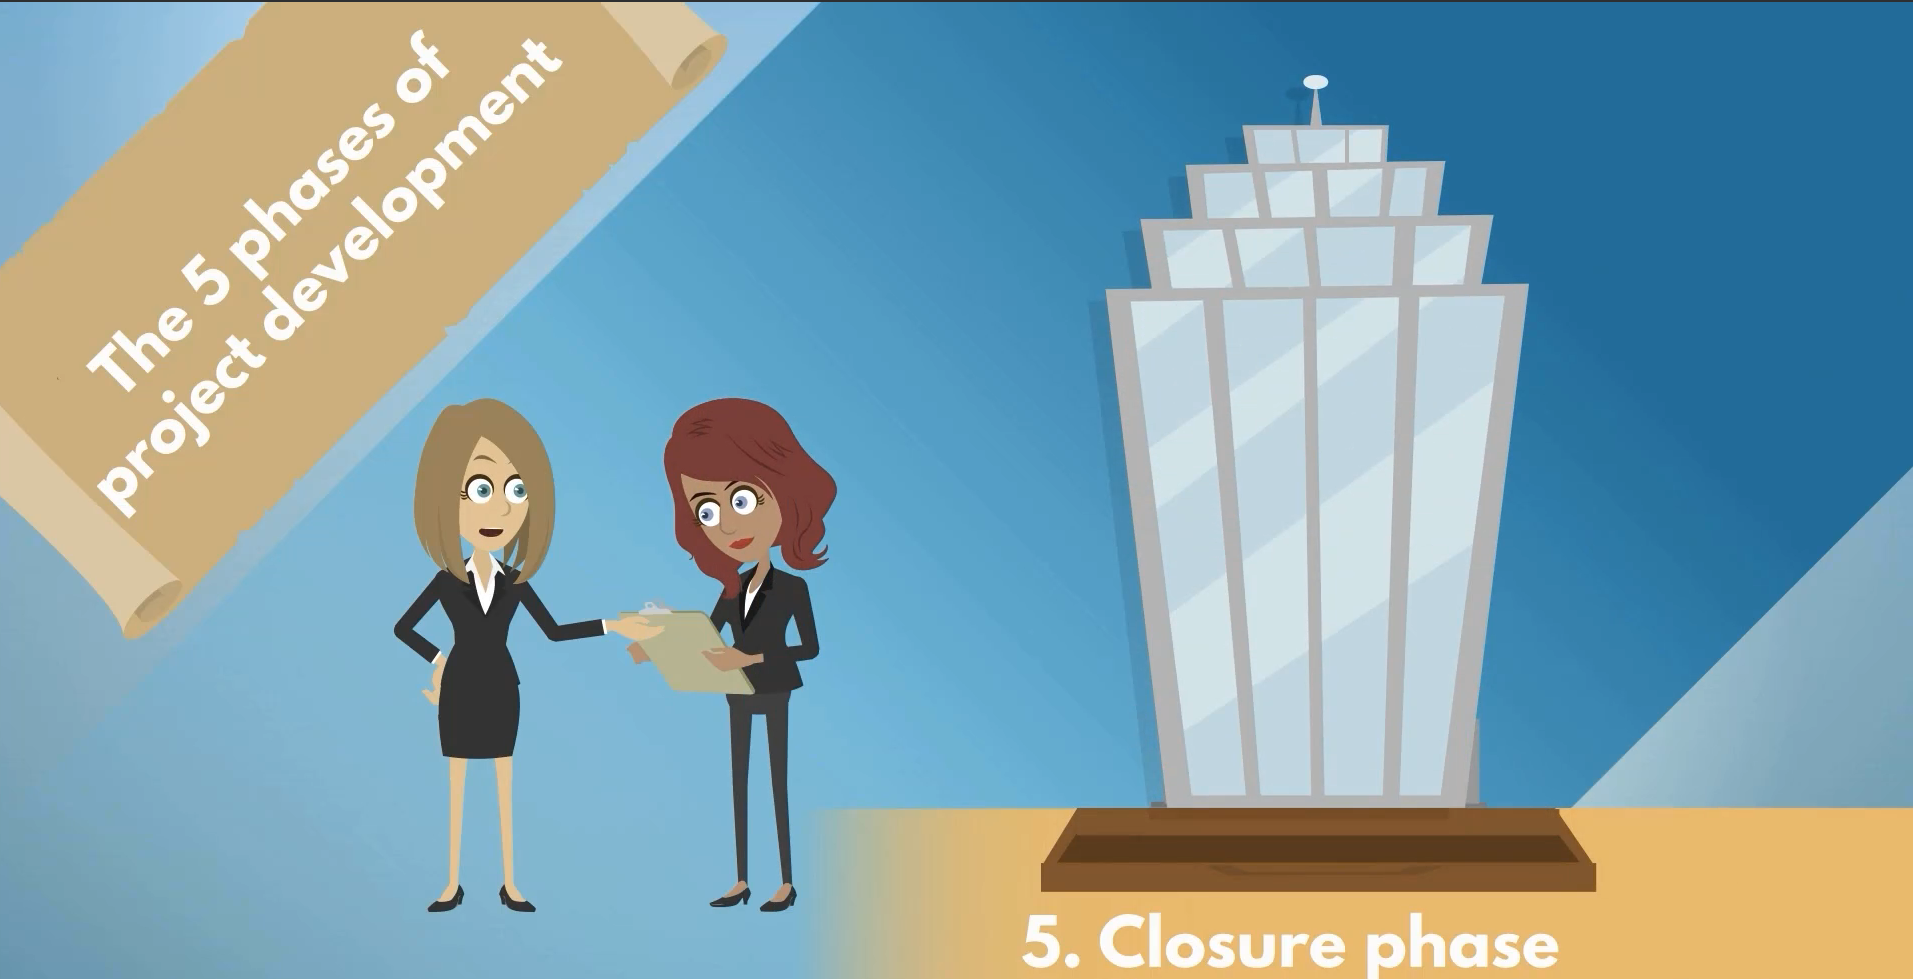 The 5 phases of
project development
5. Closure phase